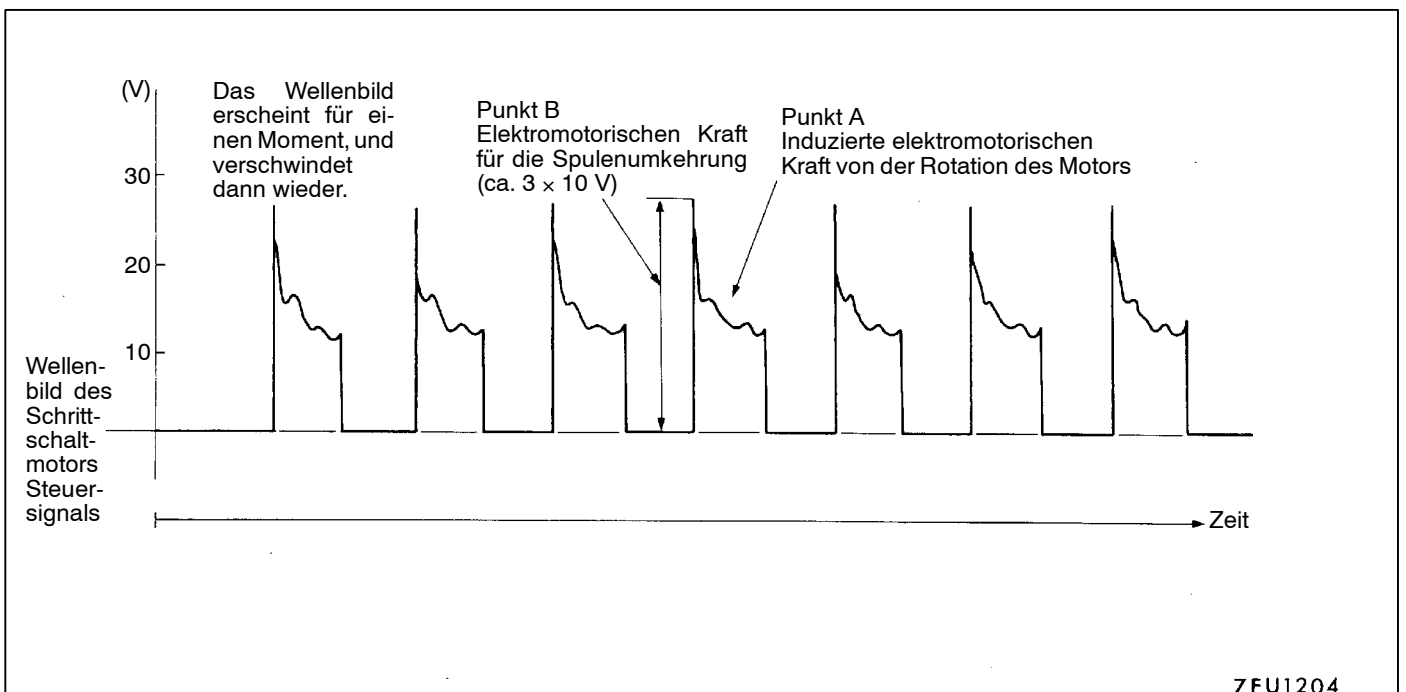 (V)
Das Wellenbild
erscheint für ei-
nen Moment, und
verschwindet
dann wieder.
Punkt B
Elektromotorischen Kraft
für die Spulenumkehrung
(ca. 3 × 10 V)
Punkt A
Induzierte elektromotorischen
Kraft von der Rotation des Motors
30
20
10
Wellen-
bild des
Schritt-
schalt-
motors
Steuer-
signals
Zeit
7FU1204